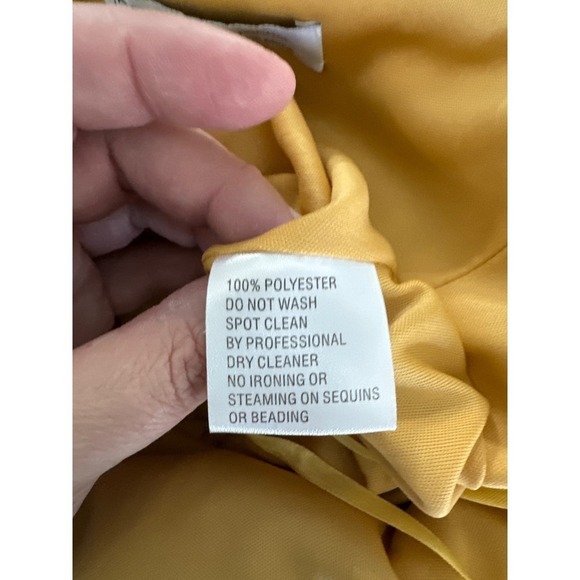 100% POLYESTER
DO NOT WASH
SPOT CLEAN
BY PROFESSIONAL
DRY CLEANER
NO IRONING OR
STEAMING ON SEQUINS
OR BEADING